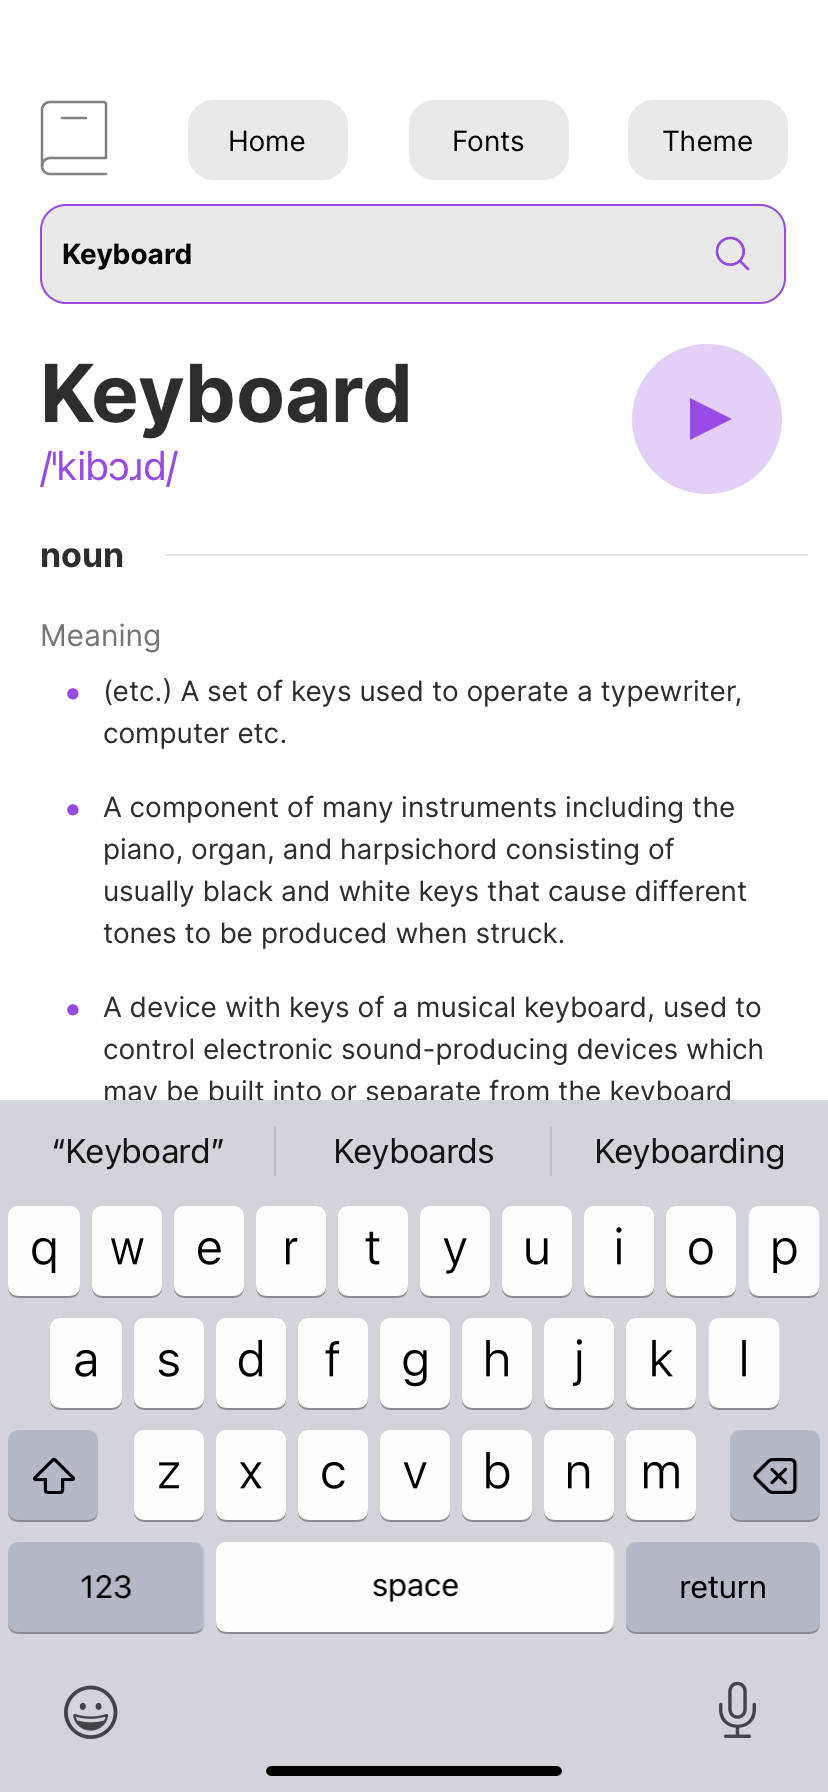 Home Fonts Theme
Keyboard
Keyboard
/ˈkibɔɹd/
noun
Meaning
(etc.) A set of keys used to operate a typewriter,
computer etc.
A component of many instruments including the
piano, organ, and harpsichord consisting of
usually black and white keys that cause different
tones to be produced when struck.
A device with keys of a musical keyboard, used to
control electronic sound-producing devices which
may be built into or separate from the keyboard
“Keyboard” Keyboards Keyboarding
q w e r t y u i o p
a s d f g h j k l
z x c v b n m
123 space return